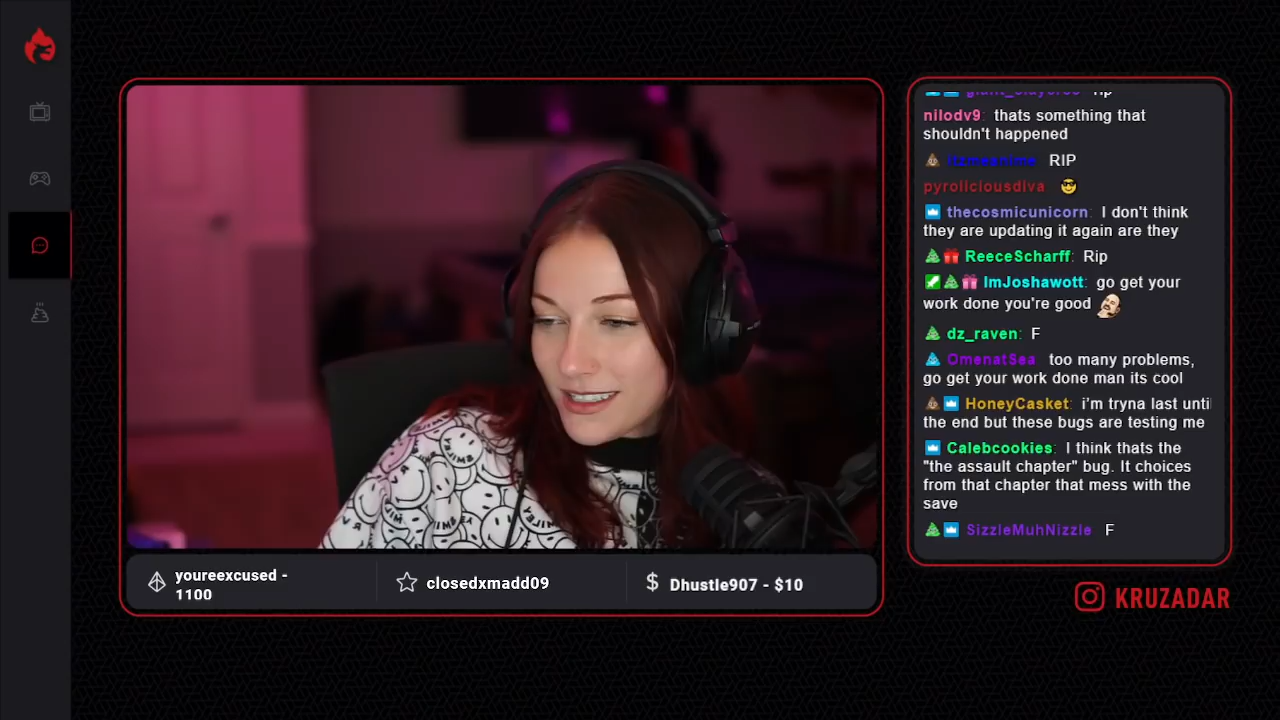 nilodv9: thats something that
shouldn't happened
itzmeanime RIP
pyroliciousdiva
thecosmicunicorn: I don't think
they are updating it again are they
ReeceScharff: Rip
ImJoshawott: go get your
work done you're good
dz_raven: F
OmenatSea too many problems,
go get your work done man its cool
HoneyCasket: i'm tryna last until
the end but these bugs are testing me
Calebcookies: I think thats the
"the assault chapter" bug. It choices
from that chapter that mess with the
save
SizzleMuhNizzle F
youreexcused -
1100
closedxmadd09
$ Dhustle907 - $10
KRUZADAR